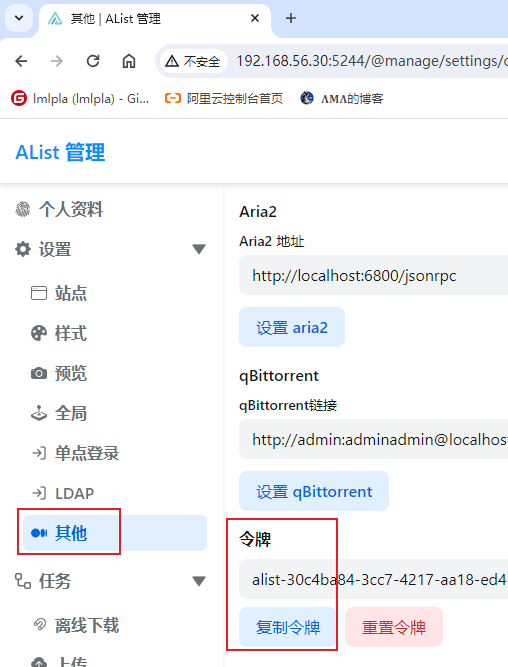 其他 | AList 管理
不安全
192.168.56.30:5244/@manage/settings/
lmlpla (lmlpla) - Gi...
阿里云控制台首页
ΛMΛ的博客
AList 管理
个人资料
设置
站点
样式
预览
全局
单点登录
LDAP
其他
任务
离线下载
上传
Aria2
Aria2 地址
http://localhost:6800/jsonrpc
设置 aria2
qBittorrent
qBittorrent链接
http://admin:adminadmin@localhost
设置 qBittorrent
令牌
alist-30c4ba84-3cc7-4217-aa18-ed4
复制令牌
重置令牌